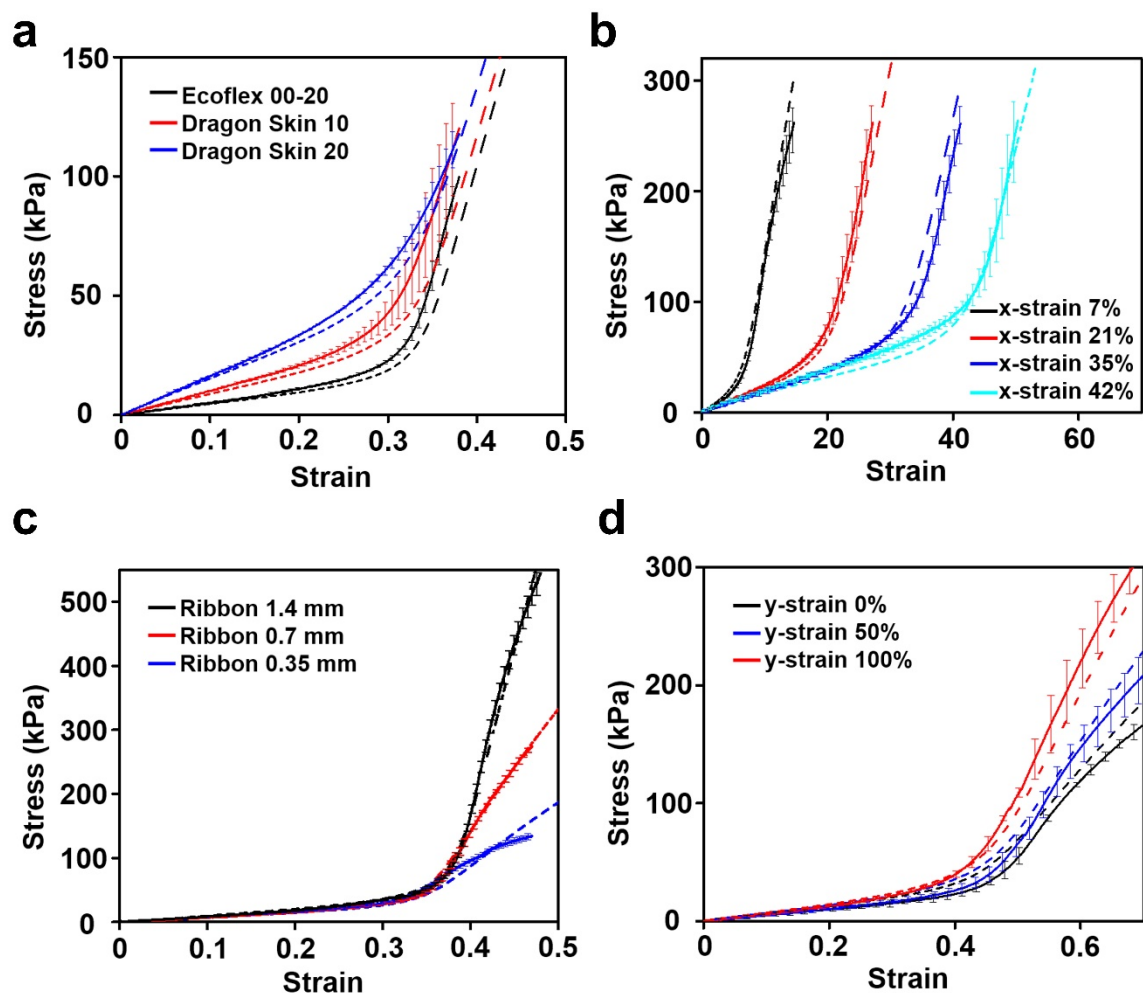 a
150
100
50
0
Stress (kPa)
Ecoflex 00-20
Dragon Skin 10
Dragon Skin 20
0 0.1 0.2 0.3 0.4 0.5
Strain
b
300
200
100
0
Stress (kPa)
x-strain 7%
x-strain 21%
x-strain 35%
x-strain 42%
0 20 40 60
Strain
c
500
400
300
200
100
0
Stress (kPa)
Ribbon 1.4 mm
Ribbon 0.7 mm
Ribbon 0.35 mm
0 0.1 0.2 0.3 0.4 0.5
Strain
d
300
200
100
0
Stress (kPa)
y-strain 0%
y-strain 50%
y-strain 100%
0 0.2 0.4 0.6
Strain